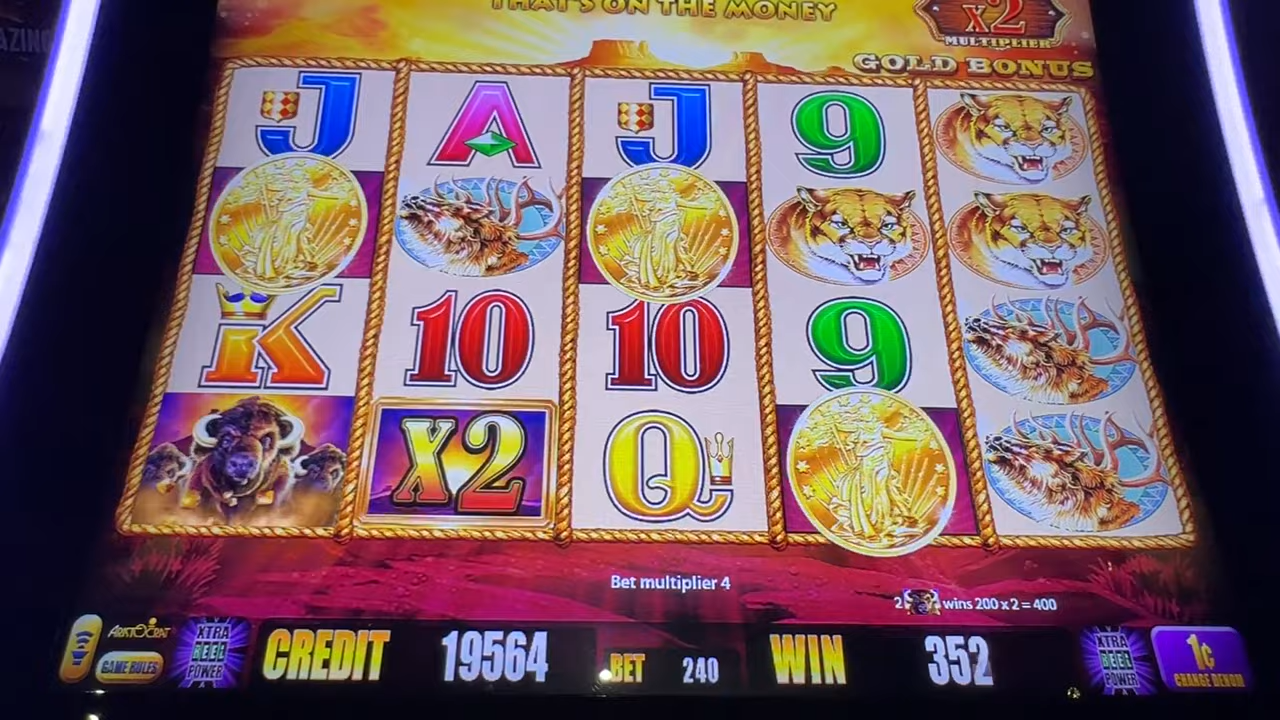 THAT'S ON THE MONEY
X2
MULTIPLIER
GOLD BONUS
J A J 9
K 10 10 9
X2 Q
Bet multiplier 4
2 wins 200 x 2 = 400
ARISTOCRAT
GAME RULES
XTRA
REEL
POWER
CREDIT 19564 BET 240 WIN 352
XTRA
REEL
POWER
1¢
CHANGE DENOM